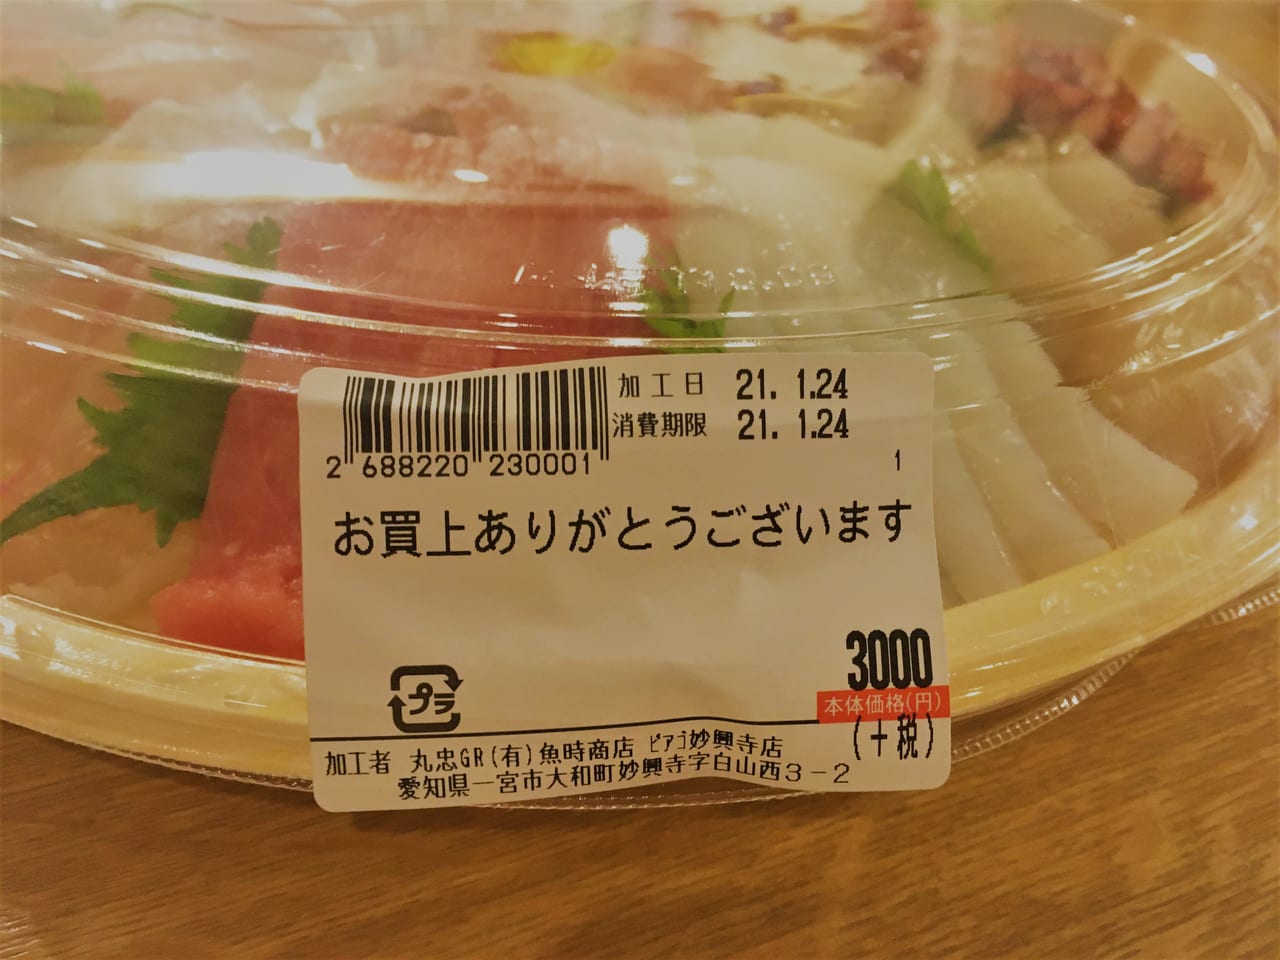 加工日 21. 1.24
消費期限 21. 1.24
2 688220 230001
1
お買上ありがとうございます
3000
本体価格(円)
(+税)
プラ
加工者 丸忠GR(有)魚時商店 ピアゴ妙興寺店
愛知県一宮市大和町妙興寺字白山西3-2